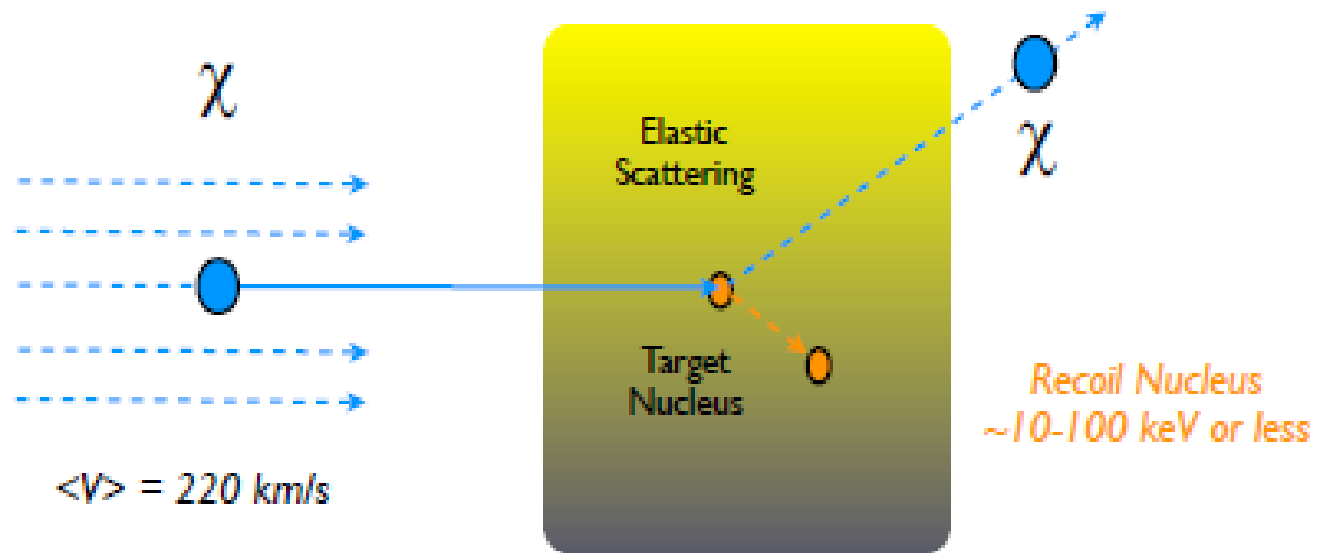 χ
Elastic
Scattering
χ
Target
Nucleus
Recoil Nucleus
~10-100 keV or less
<V> = 220 km/s